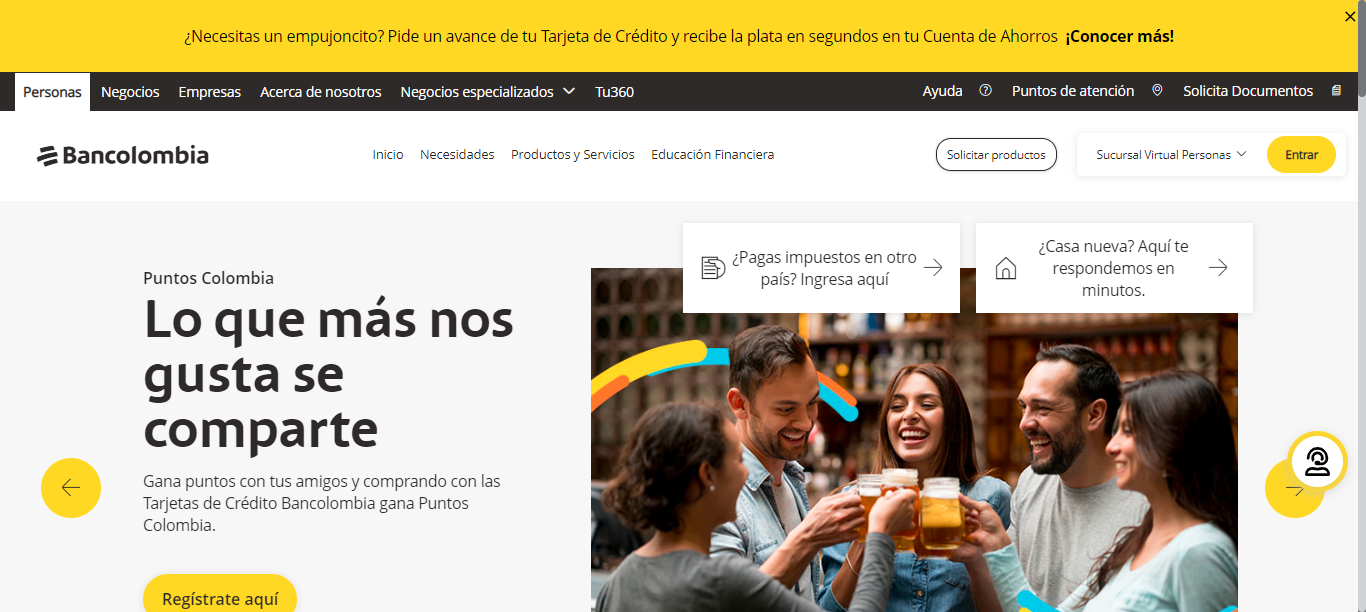 ¿Necesitas un empujoncito? Pide un avance de tu Tarjeta de Crédito y recibe la plata en segundos en tu Cuenta de Ahorros ¡Conocer más!
Personas Negocios Empresas Acerca de nosotros Negocios especializados Tu360 Ayuda Puntos de atención Solicita Documentos
Bancolombia Inicio Necesidades Productos y Servicios Educación Financiera Solicitar productos Sucursal Virtual Personas Entrar
¿Pagas impuestos en otro
país? Ingresa aquí
¿Casa nueva? Aquí te
respondemos en
minutos.
Puntos Colombia
Lo que más nos
gusta se
comparte
Gana puntos con tus amigos y comprando con las
Tarjetas de Crédito Bancolombia gana Puntos
Colombia.
Regístrate aquí